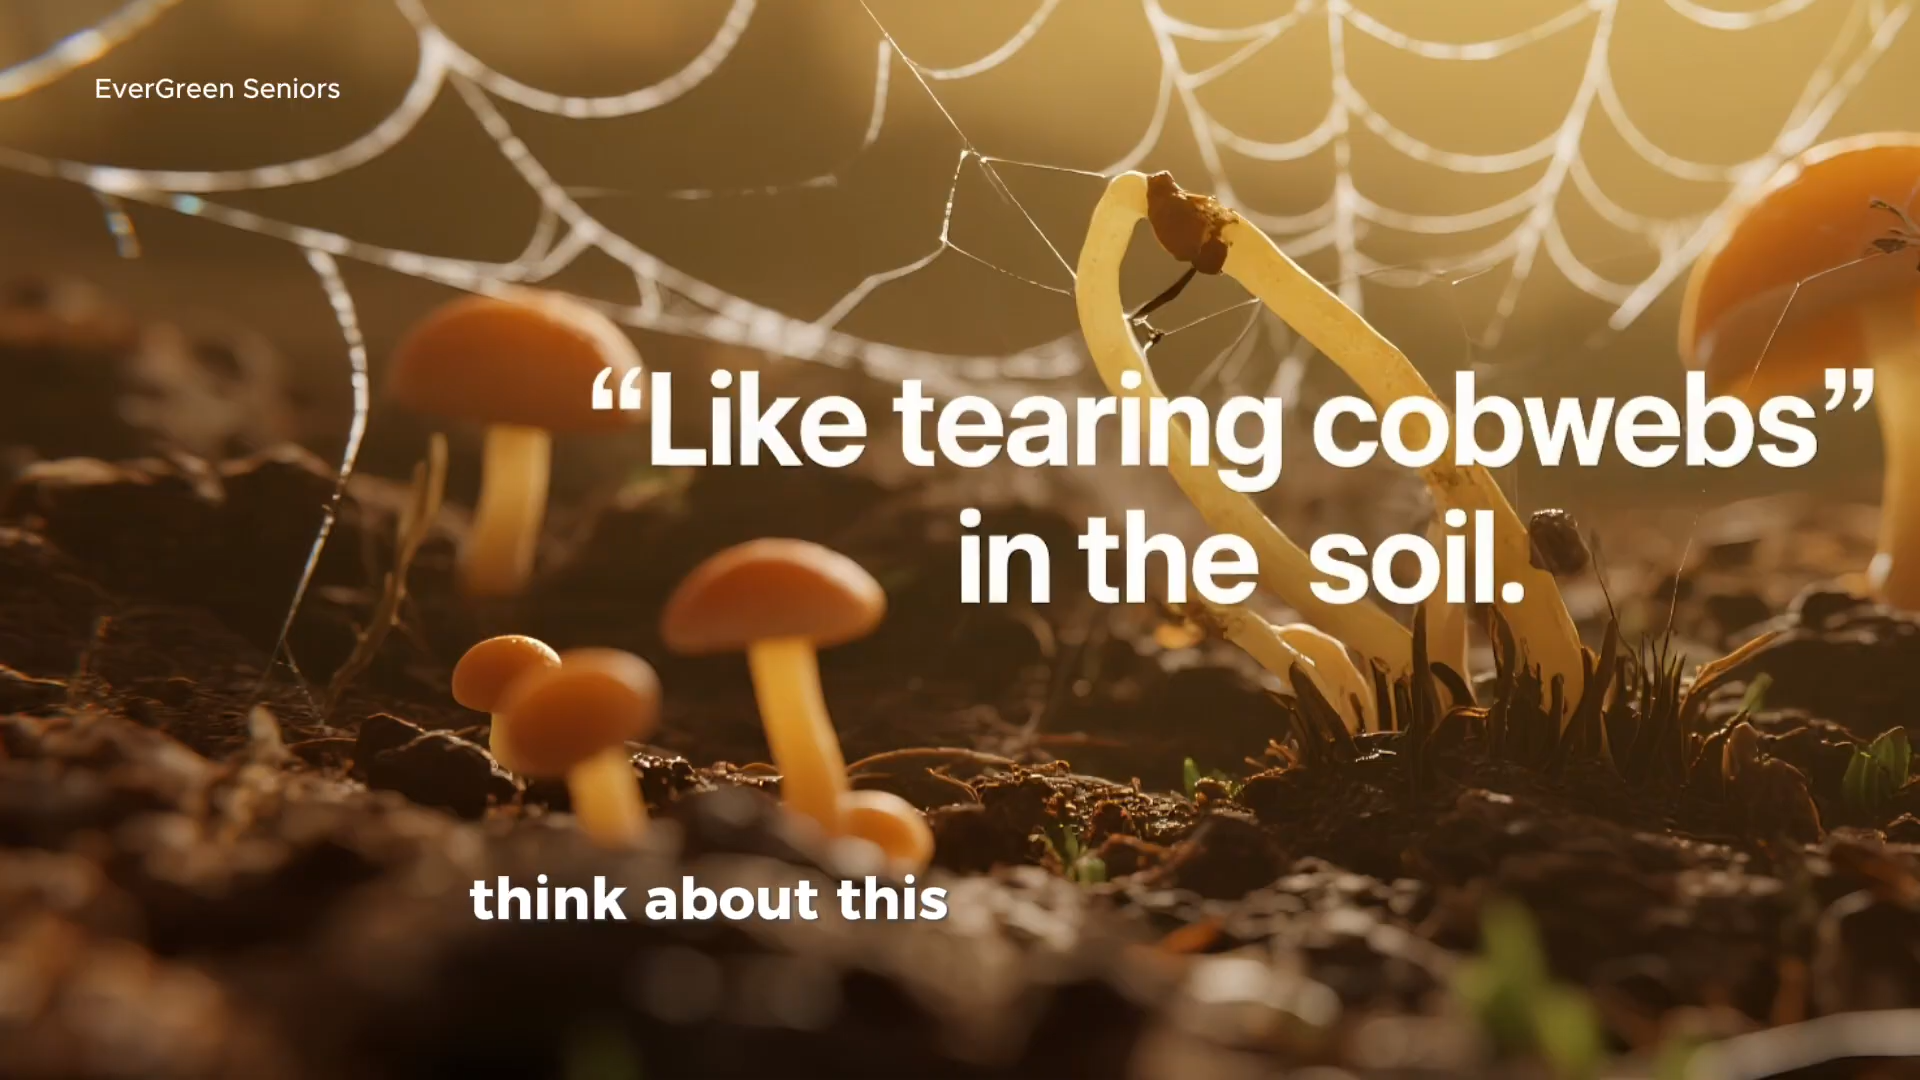 EverGreen Seniors
“Like tearing cobwebs”
in the soil.
think about this